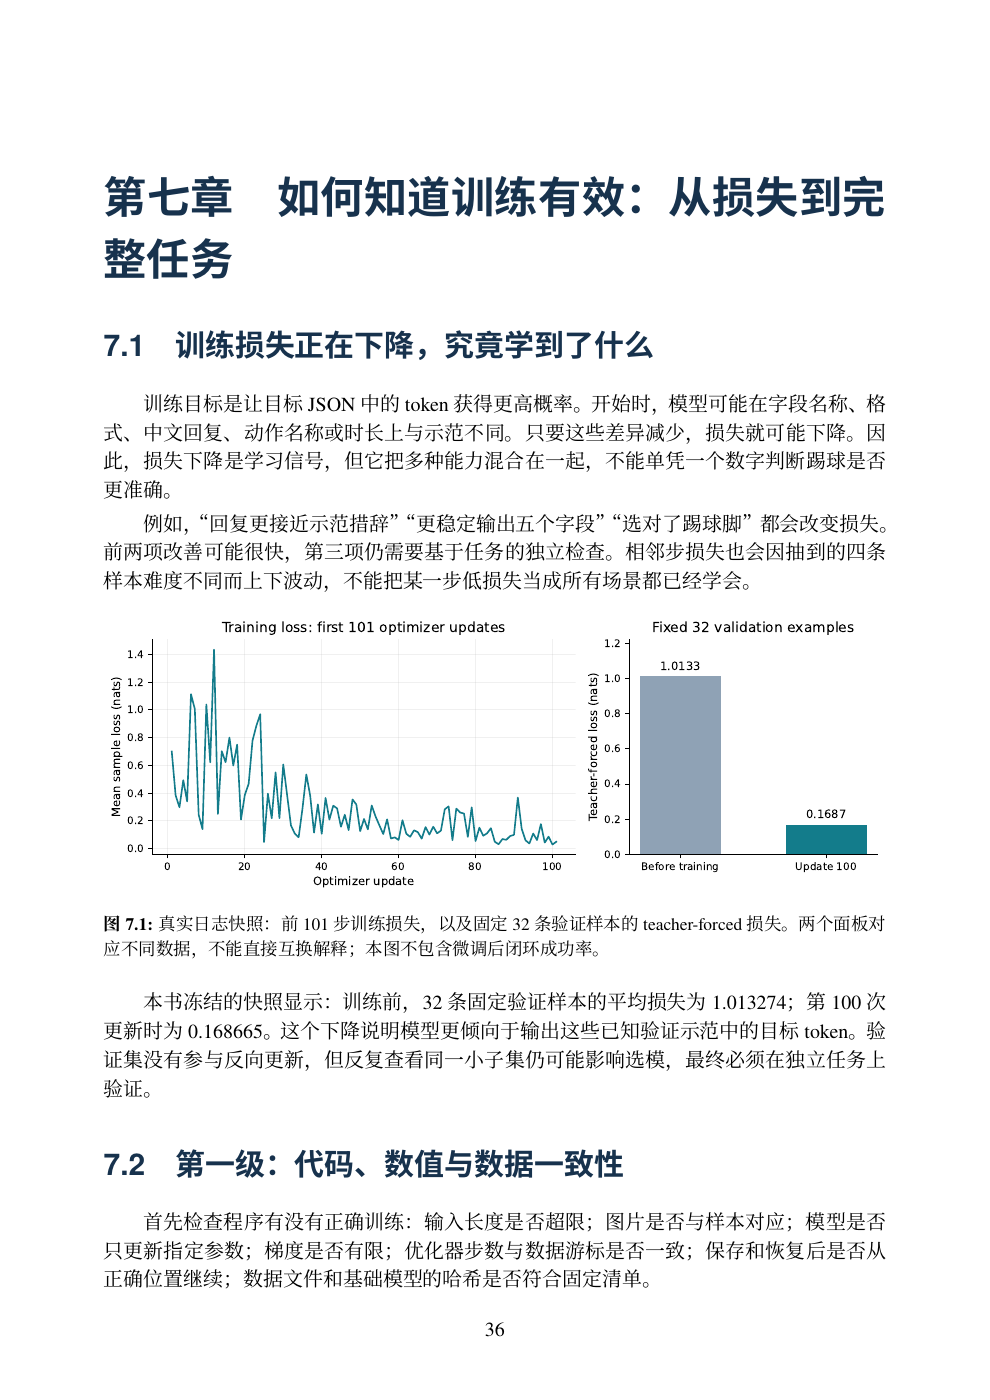 第七章　如何知道训练有效：从损失到完
整任务
7.1　训练损失正在下降，究竟学到了什么
训练目标是让目标 JSON 中的 token 获得更高概率。开始时，模型可能在字段名称、格
式、中文回复、动作名称或时长上与示范不同。只要这些差异减少，损失就可能下降。因
此，损失下降是学习信号，但它把多种能力混合在一起，不能单凭一个数字判断踢球是否
更准确。
例如，“回复更接近示范措辞”“更稳定输出五个字段”“选对了踢球脚”都会改变损失。
前两项改善可能很快，第三项仍需要基于任务的独立检查。相邻步损失也会因抽到的四条
样本难度不同而上下波动，不能把某一步低损失当成所有场景都已经学会。
Training loss: first 101 optimizer updates
Mean sample loss (nats)
1.4
1.2
1.0
0.8
0.6
0.4
0.2
0.0
0 20 40 60 80 100
Optimizer update
Fixed 32 validation examples
Teacher-forced loss (nats)
1.2
1.0
0.8
0.6
0.4
0.2
0.0
1.0133
0.1687
Before training Update 100
图 7.1: 真实日志快照：前 101 步训练损失，以及固定 32 条验证样本的 teacher-forced 损失。两个面板对
应不同数据，不能直接互换解释；本图不包含微调后闭环成功率。
本书冻结的快照显示：训练前，32 条固定验证样本的平均损失为 1.013274；第 100 次
更新时为 0.168665。这个下降说明模型更倾向于输出这些已知验证示范中的目标 token。验
证集没有参与反向更新，但反复查看同一小子集仍可能影响选模，最终必须在独立任务上
验证。
7.2　第一级：代码、数值与数据一致性
首先检查程序有没有正确训练：输入长度是否超限；图片是否与样本对应；模型是否
只更新指定参数；梯度是否有限；优化器步数与数据游标是否一致；保存和恢复后是否从
正确位置继续；数据文件和基础模型的哈希是否符合固定清单。
36